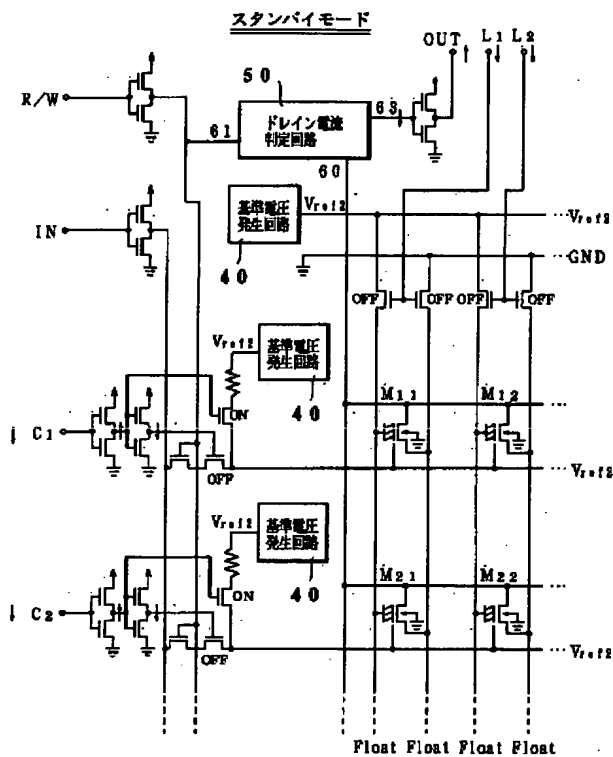 スタンバイモード
OUT L1 L2
50
R/W
61
ドレイン電流
判定回路
63
60
基準電圧
発生回路
Vref2
Vref2
40
IN
GND
OFF OFF OFF OFF
Vref2
基準電圧
発生回路
40
ON
M11 M12
C1
OFF
Vref2
Vref2
基準電圧
発生回路
40
ON
M21 M22
C2
OFF
Vref2
Float Float Float Float